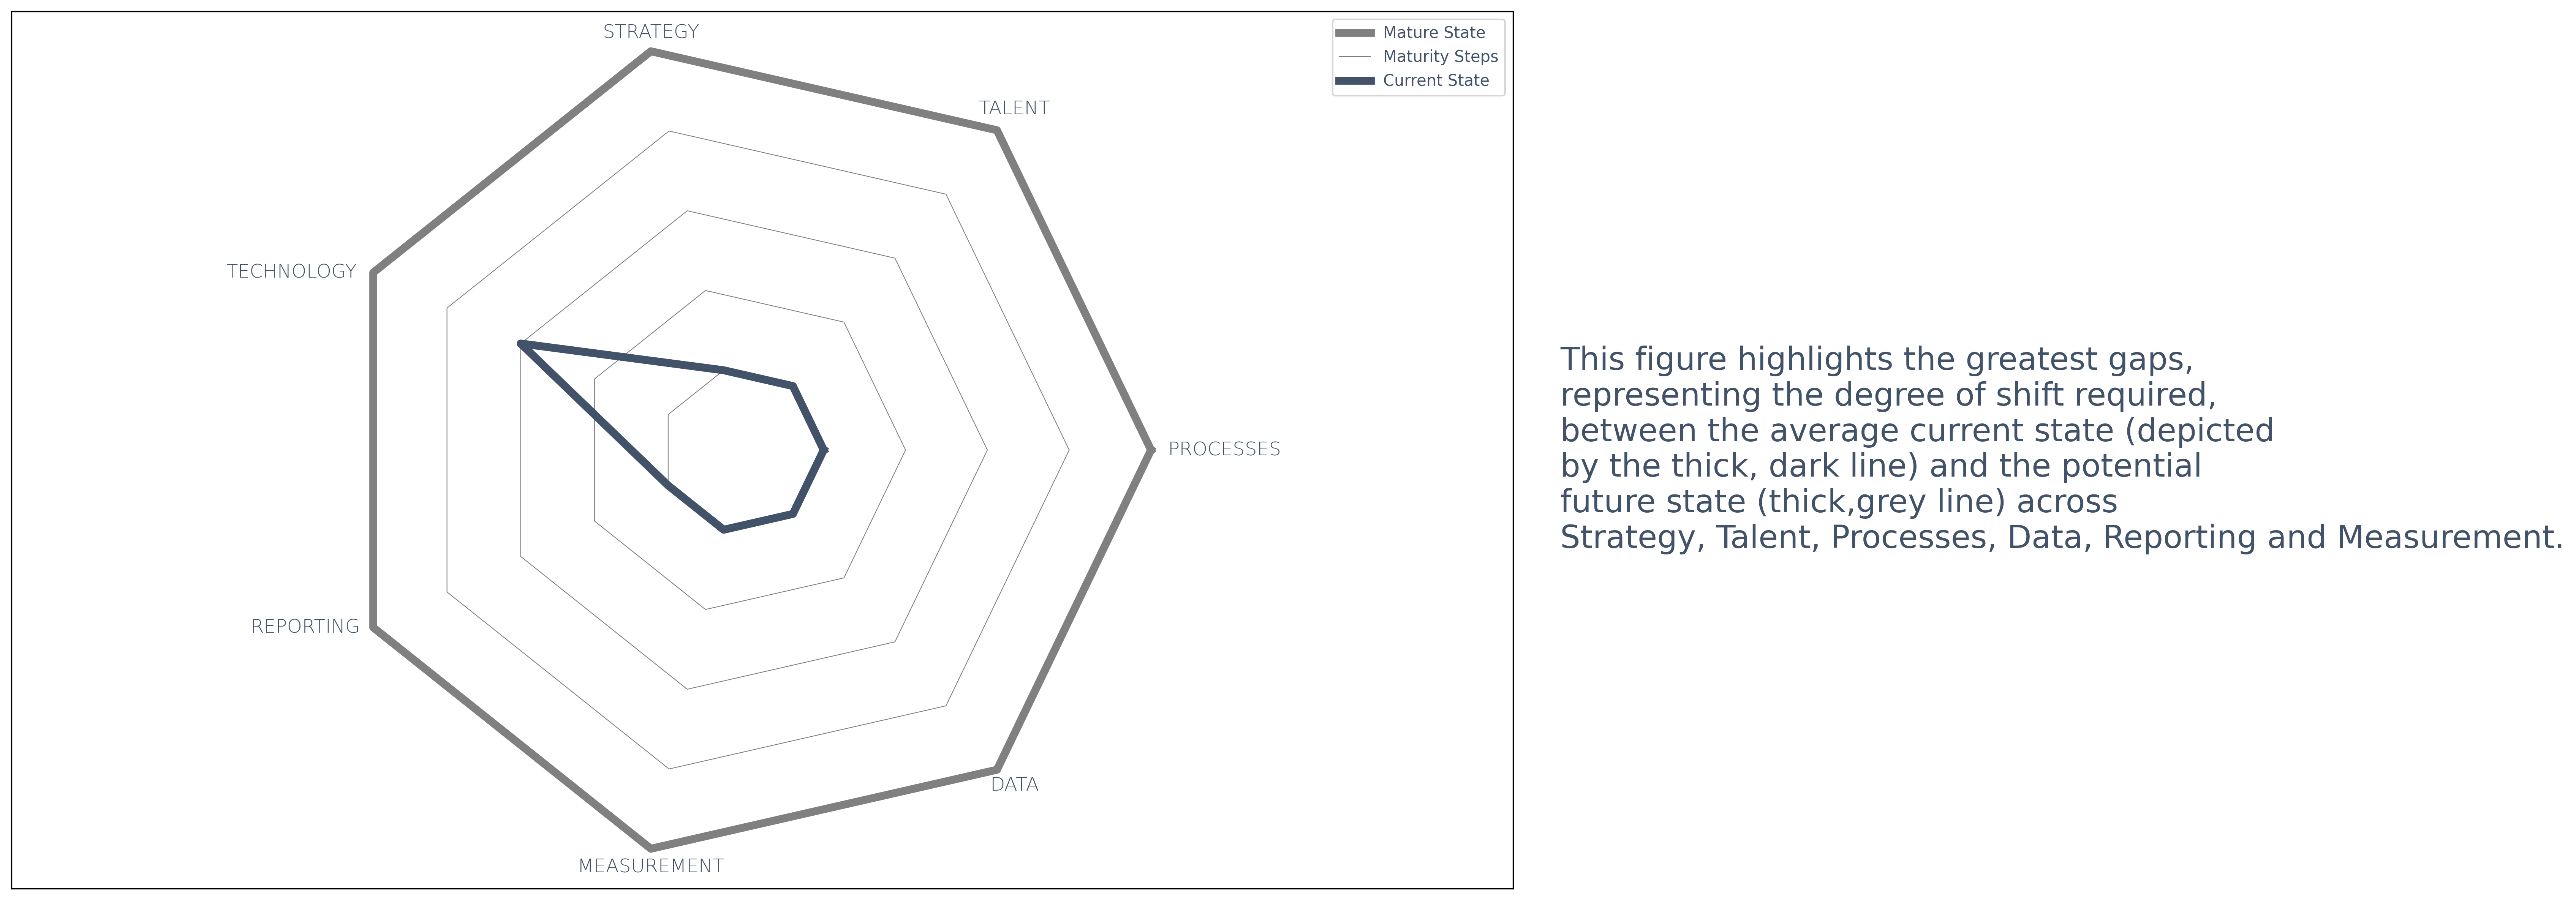 STRATEGY
Mature State
Maturity Steps
Current State
TALENT
TECHNOLOGY
PROCESSES
REPORTING
DATA
MEASUREMENT
This figure highlights the greatest gaps,
representing the degree of shift required,
between the average current state (depicted
by the thick, dark line) and the potential
future state (thick,grey line) across
Strategy, Talent, Processes, Data, Reporting and Measurement.